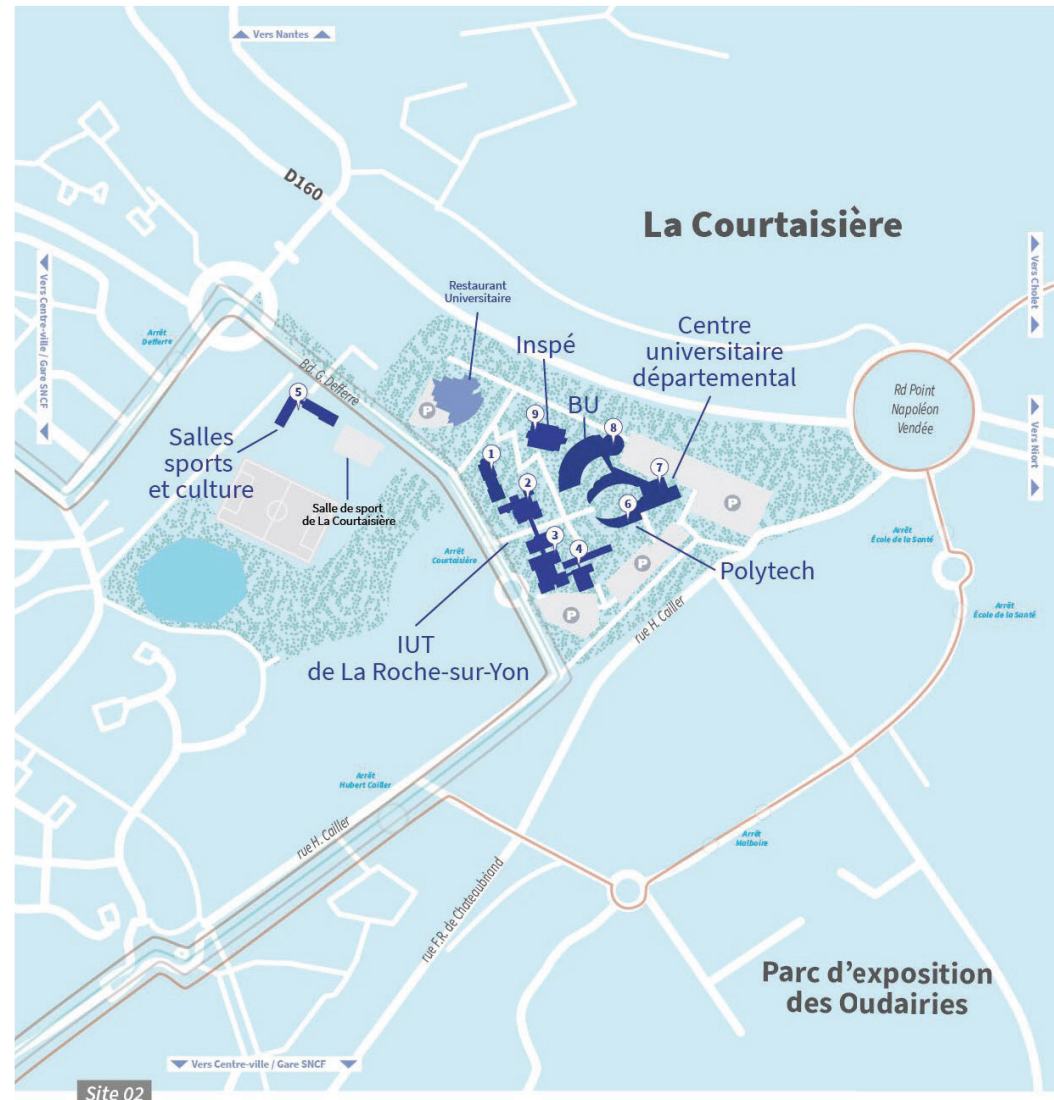 Vers Nantes
D160
La Courtaisière
Vers Centre-ville / Gare SNCF
Vers Cholet
Restaurant
Universitaire
Arrêt
Defferre
Bd. G. Defferre
Inspé
Centre
universitaire
départemental
Rd Point
Napoléon
Vendée
P
5
9
BU
8
Vers Niort
Salles
sports
et culture
1
7
2
P
Salle de sport
de La Courtaisière
6
Arrêt
École de la Santé
Arrêt
Courtaisière
3
4
P
Polytech
P
rue H. Cailler
Arrêt
École de la Santé
IUT
de La Roche-sur-Yon
Arrêt
Hubert Cailler
rue H. Cailler
Arrêt
Malboire
rue F.R. de Chateaubriand
Parc d'exposition
des Oudairies
Vers Centre-ville / Gare SNCF
Site 02